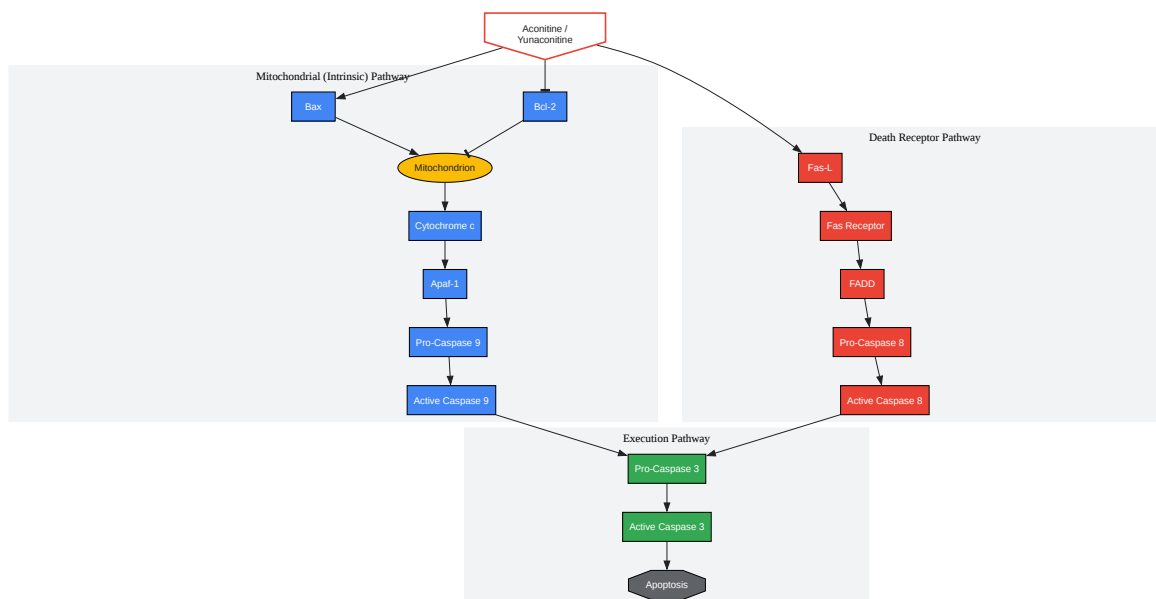 Aconitine /
Yunaconitine
Mitochondrial (Intrinsic) Pathway
Bax
Bcl-2
Mitochondrion
Cytochrome c
Apaf-1
Pro-Caspase 9
Active Caspase 9
Death Receptor Pathway
Fas-L
Fas Receptor
FADD
Pro-Caspase 8
Active Caspase 8
Execution Pathway
Pro-Caspase 3
Active Caspase 3
Apoptosis